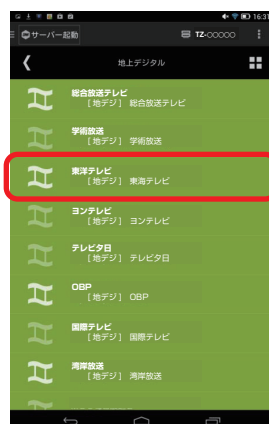 16:31
サーバー起動
TZ-OOOOO
地上デジタル
総合放送テレビ
[地デジ] 総合放送テレビ
学術放送
[地デジ] 学術放送
東洋テレビ
[地デジ] 東海テレビ
ヨンテレビ
[地デジ] ヨンテレビ
テレビタ日
[地デジ] テレビタ日
OBP
[地デジ] OBP
国際テレビ
[地デジ] 国際テレビ
湾岸放送
[地デジ] 湾岸放送